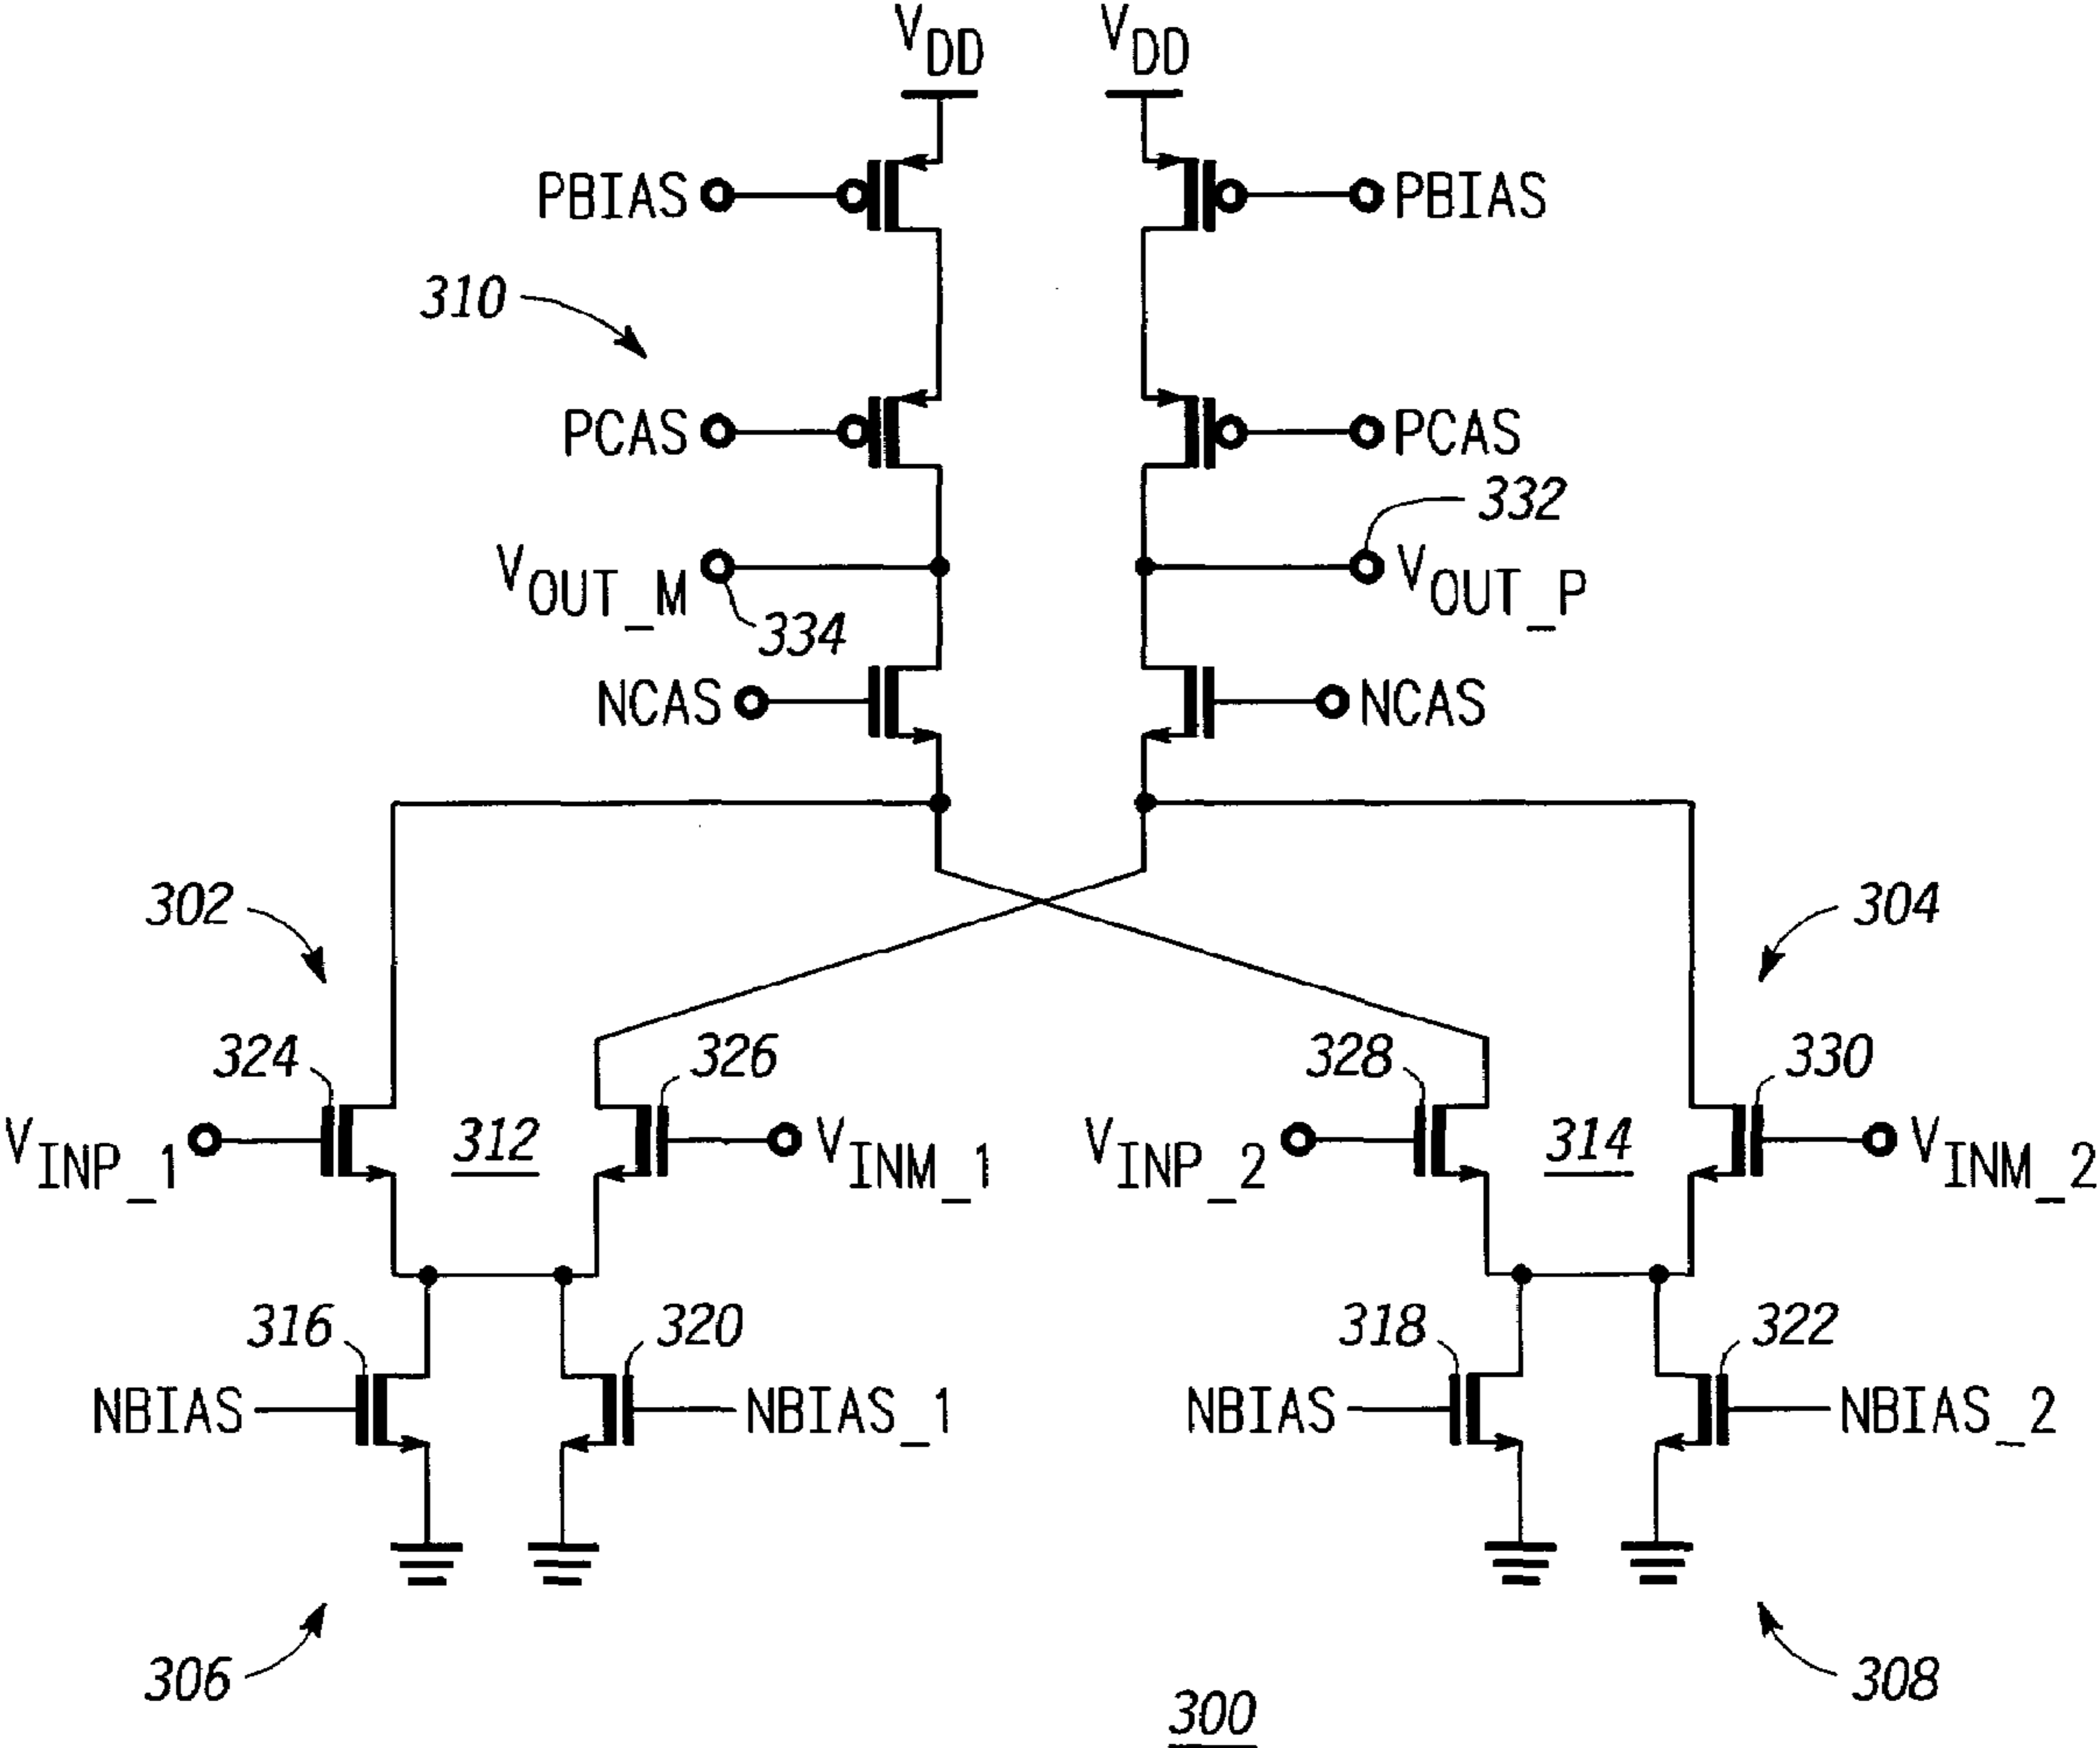 VDD VDD
PBIAS PBIAS
310
PCAS PCAS
332
VOUT_M VOUT_P
334
NCAS NCAS
302 304
324 326 328 330
VINP_1 312 VINM_1 VINP_2 314 VINM_2
316 320 318 322
NBIAS NBIAS_1 NBIAS NBIAS_2
306 308
300